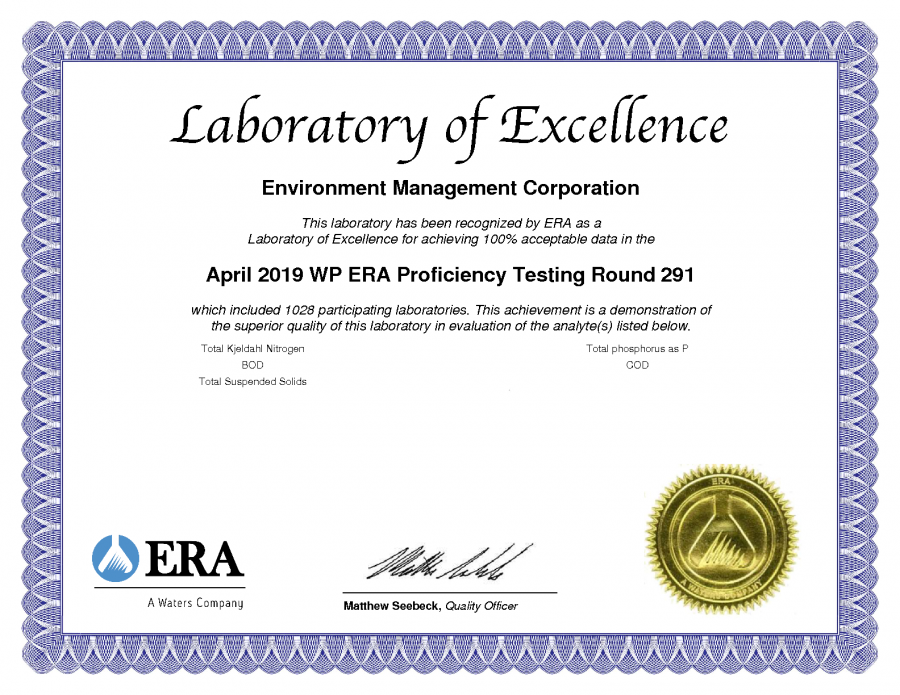 Laboratory of Excellence
Environment Management Corporation
This laboratory has been recognized by ERA as a
Laboratory of Excellence for achieving 100% acceptable data in the
April 2019 WP ERA Proficiency Testing Round 291
which included 1028 participating laboratories. This achievement is a demonstration of
the superior quality of this laboratory in evaluation of the analyte(s) listed below.
Total Kjeldahl Nitrogen
BOD
Total Suspended Solids
Total phosphorus as P
COD
ERA
A Waters Company
Matthew Seebeck, Quality Officer
ERA
A WATERS COMPANY